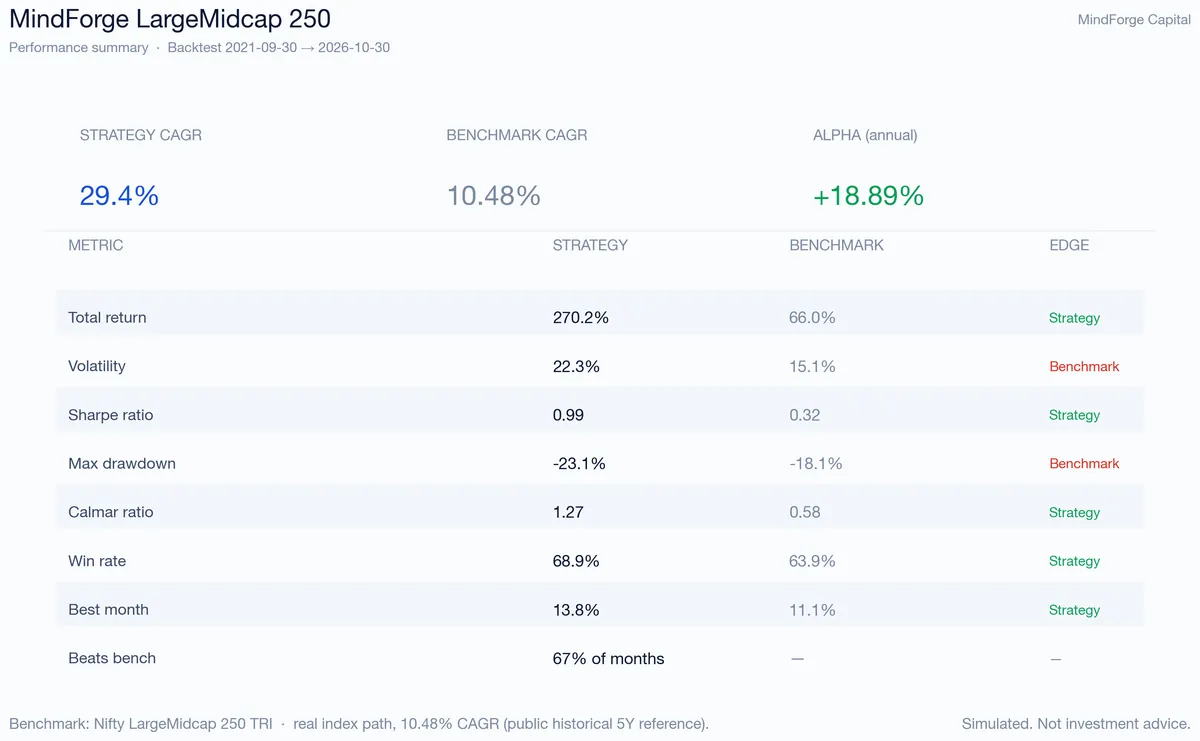 MindForge LargeMidcap 250
MindForge Capital
Performance summary · Backtest 2021-09-30 → 2026-10-30
STRATEGY CAGR BENCHMARK CAGR ALPHA (annual)
29.4% 10.48% +18.89%
METRIC STRATEGY BENCHMARK EDGE
Total return 270.2% 66.0% Strategy
Volatility 22.3% 15.1% Benchmark
Sharpe ratio 0.99 0.32 Strategy
Max drawdown -23.1% -18.1% Benchmark
Calmar ratio 1.27 0.58 Strategy
Win rate 68.9% 63.9% Strategy
Best month 13.8% 11.1% Strategy
Beats bench 67% of months — —
Benchmark: Nifty LargeMidcap 250 TRI · real index path, 10.48% CAGR (public historical 5Y reference).
Simulated. Not investment advice.